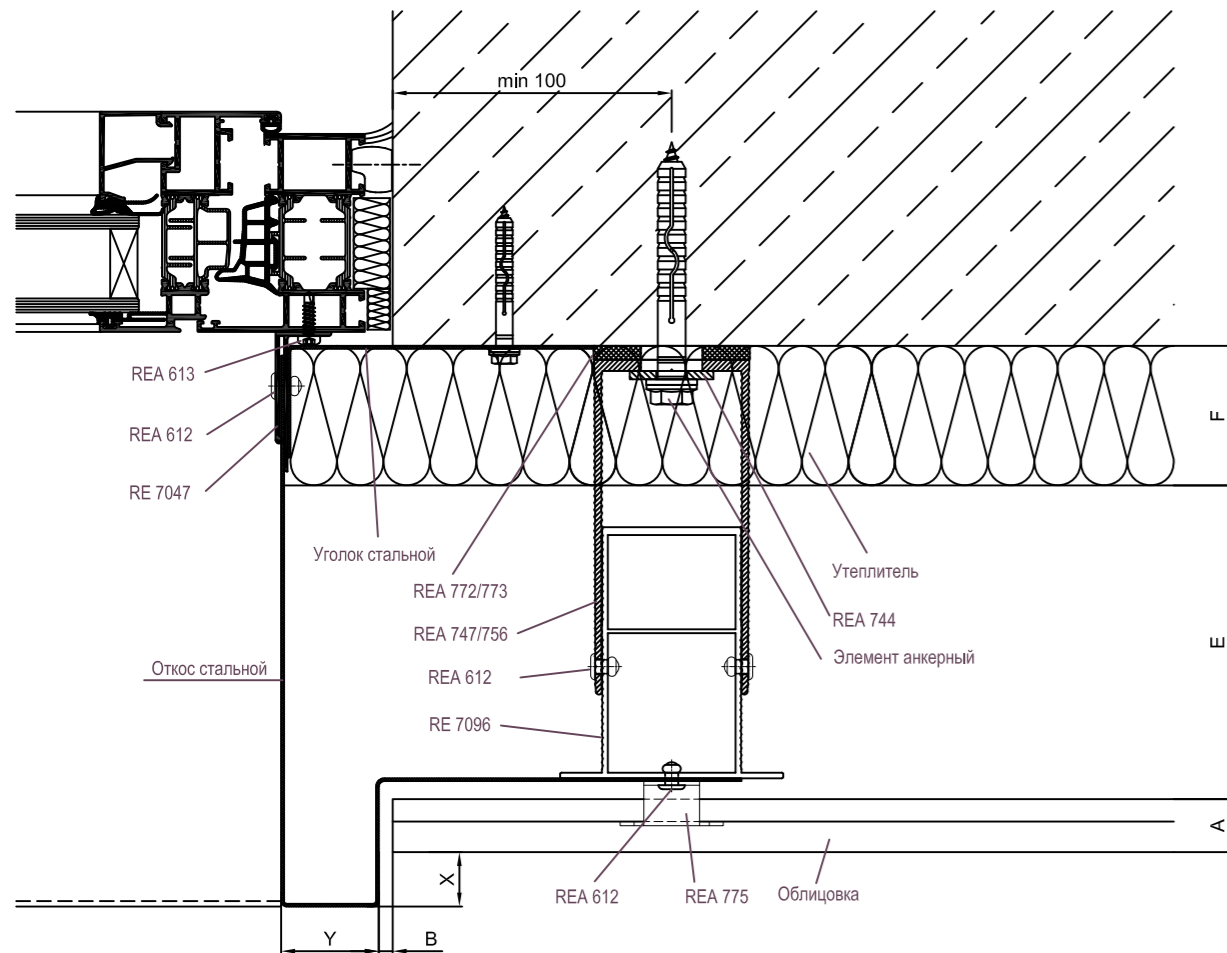 min 100
REA 613
REA 612
RE 7047
F
Уголок стальной
REA 772/773
Утеплитель
REA 747/756
REA 744
Откос стальной
REA 612
Элемент анкерный
E
RE 7096
A
X
REA 612
REA 775
Облицовка
Y
B